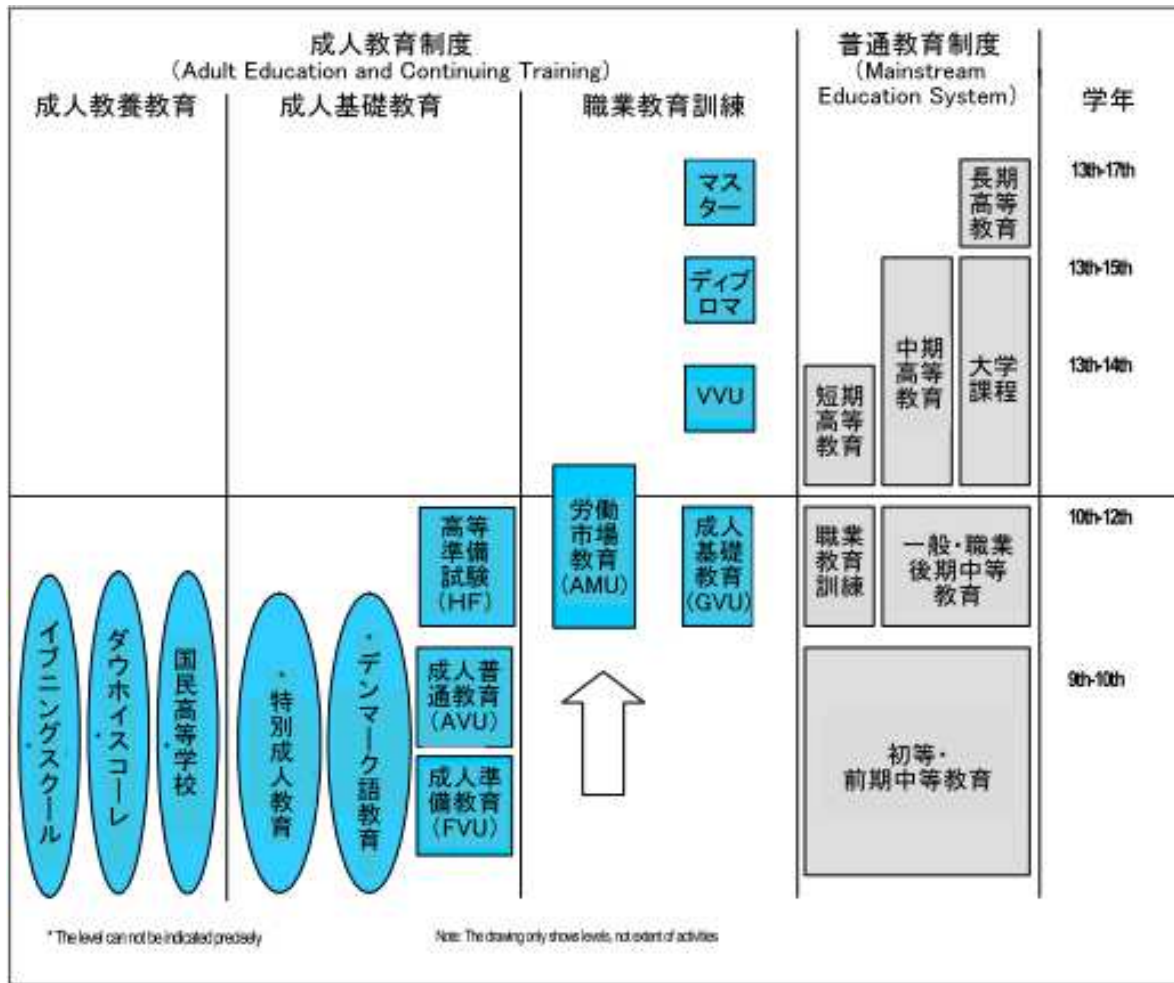 成人教育制度
(Adult Education and Continuing Training)
普通教育制度
(Mainstream
Education System)
学年
成人教養教育
成人基礎教育
職業教育訓練
マス
ター
長期
高等
教育
13th-17th
ディプ
ロマ
中期
高等
教育
大学
課程
13th-15th
VVU
短期
高等
教育
13th-14th
高等
準備
試験
(HF)
労働
市場
教育
(AMU)
成人
基礎
教育
(GVU)
職業
教育
訓練
一般・職業
後期中等
教育
10th-12th
*イブニングスクール
*ダウホイスコーレ
*国民高等学校
*特別成人教育
*デンマーク語教育
成人普
通教育
(AVU)
成人準
備教育
(FVU)
初等・
前期中等教育
9th-10th
* The level can not be indicated precisely
Note: The drawing only shows levels, not extent of activities